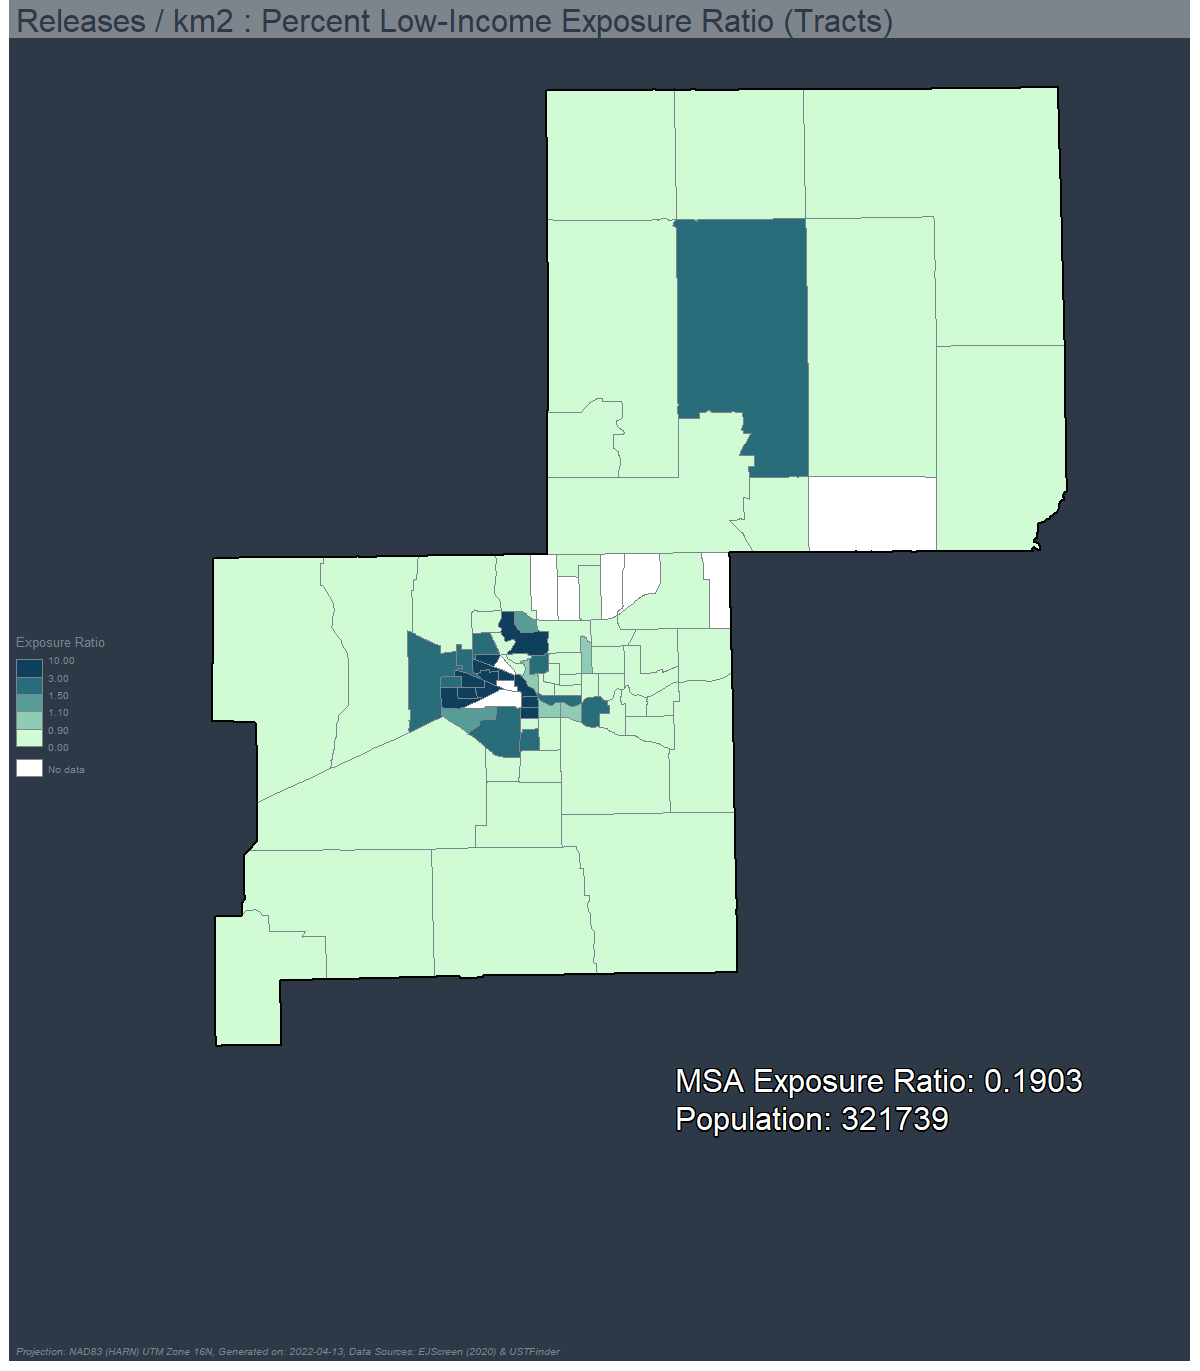 Releases / km2 : Percent Low-Income Exposure Ratio (Tracts)
Exposure Ratio
10.00
3.00
1.50
1.10
0.90
0.00
No data
MSA Exposure Ratio: 0.1903
Population: 321739
Projection: NAD83 (HARN) UTM Zone 16N, Generated on: 2022-04-13, Data Sources: EJScreen (2020) & USTFinder